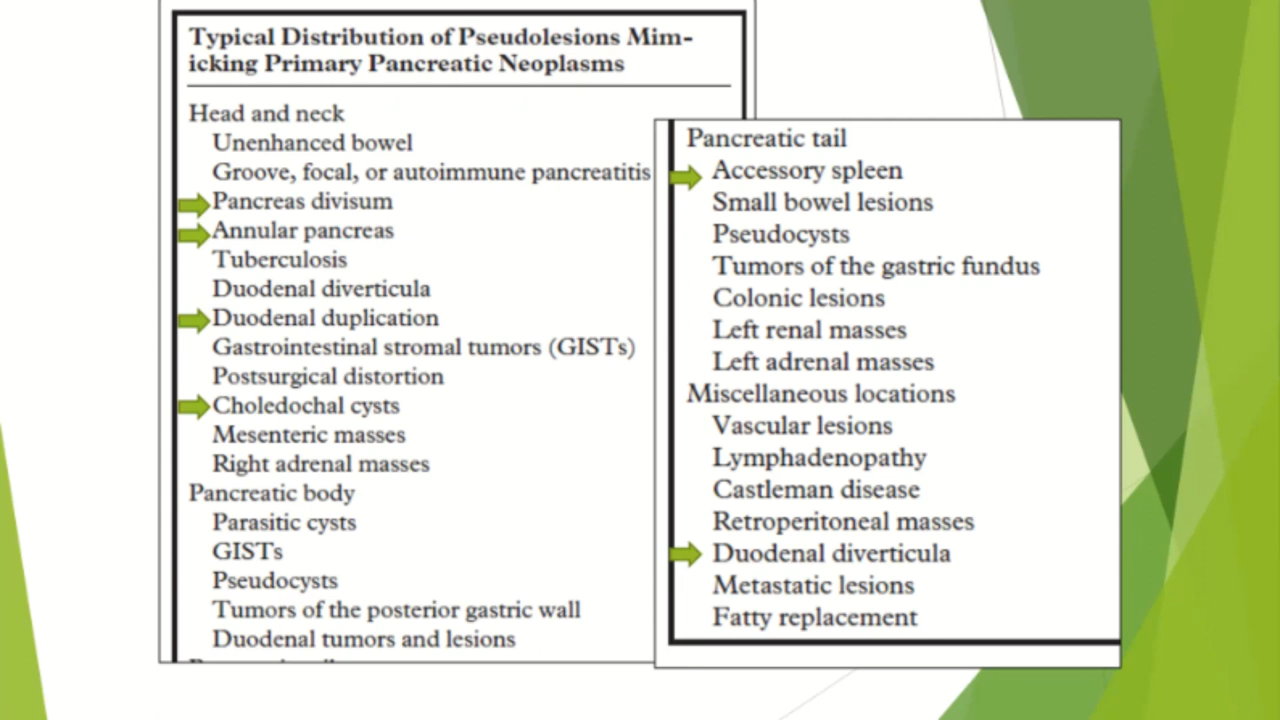 Typical Distribution of Pseudolesions Mim-
icking Primary Pancreatic Neoplasms
Head and neck
Unenhanced bowel
Groove, focal, or autoimmune pancreatitis
Pancreas divisum
Annular pancreas
Tuberculosis
Duodenal diverticula
Duodenal duplication
Gastrointestinal stromal tumors (GISTs)
Postsurgical distortion
Choledochal cysts
Mesenteric masses
Right adrenal masses
Pancreatic body
Parasitic cysts
GISTs
Pseudocysts
Tumors of the posterior gastric wall
Duodenal tumors and lesions
Pancreatic tail
Accessory spleen
Small bowel lesions
Pseudocysts
Tumors of the gastric fundus
Colonic lesions
Left renal masses
Left adrenal masses
Miscellaneous locations
Vascular lesions
Lymphadenopathy
Castleman disease
Retroperitoneal masses
Duodenal diverticula
Metastatic lesions
Fatty replacement